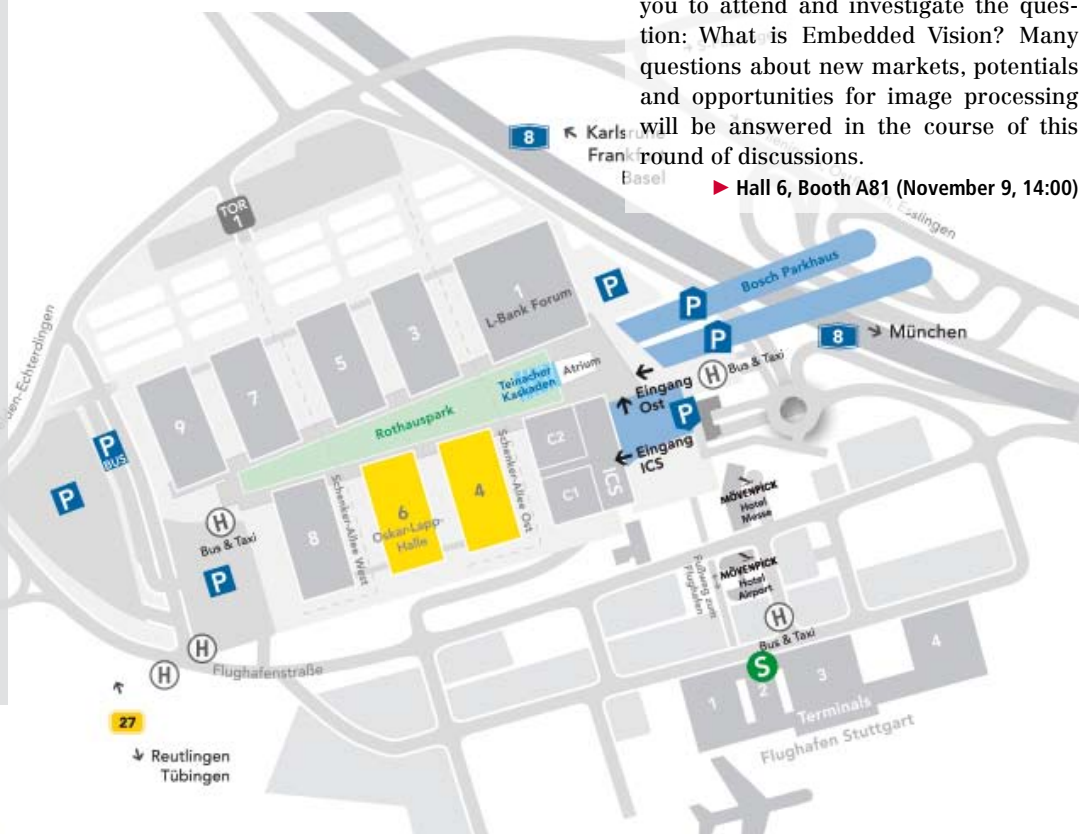 you to attend and investigate the ques-
tion: What is Embedded Vision? Many
questions about new markets, potentials
and opportunities for image processing
will be answered in the course of this
round of discussions.
▶ Hall 6, Booth A81 (November 9, 14:00)
8
Karlsruhe
Frankfurt
Basel
Esslingen
TOR
1
1
L-Bank Forum
3
5
7
9
P
Bosch Parkhaus
P
P
8
München
H
Bus & Taxi
Atrium
Teinacher
Kaskaden
Rothauspark
Eingang
Ost
P
Eingang
ICS
C2
C1
ICS
Schenker-Allee Ost
4
6
Oskar-Lapp-
Halle
Schenker-Allee West
8
en-Echterdingen
P
BUS
P
H
Bus & Taxi
P
MÖVENPICK
Hotel
Messe
Fußweg zum
Flughafen
MÖVENPICK
Hotel
Airport
H
Bus & Taxi
S
H
H
Flughafenstraße
27
Reutlingen
Tübingen
1
2
3
4
Terminals
Flughafen Stuttgart